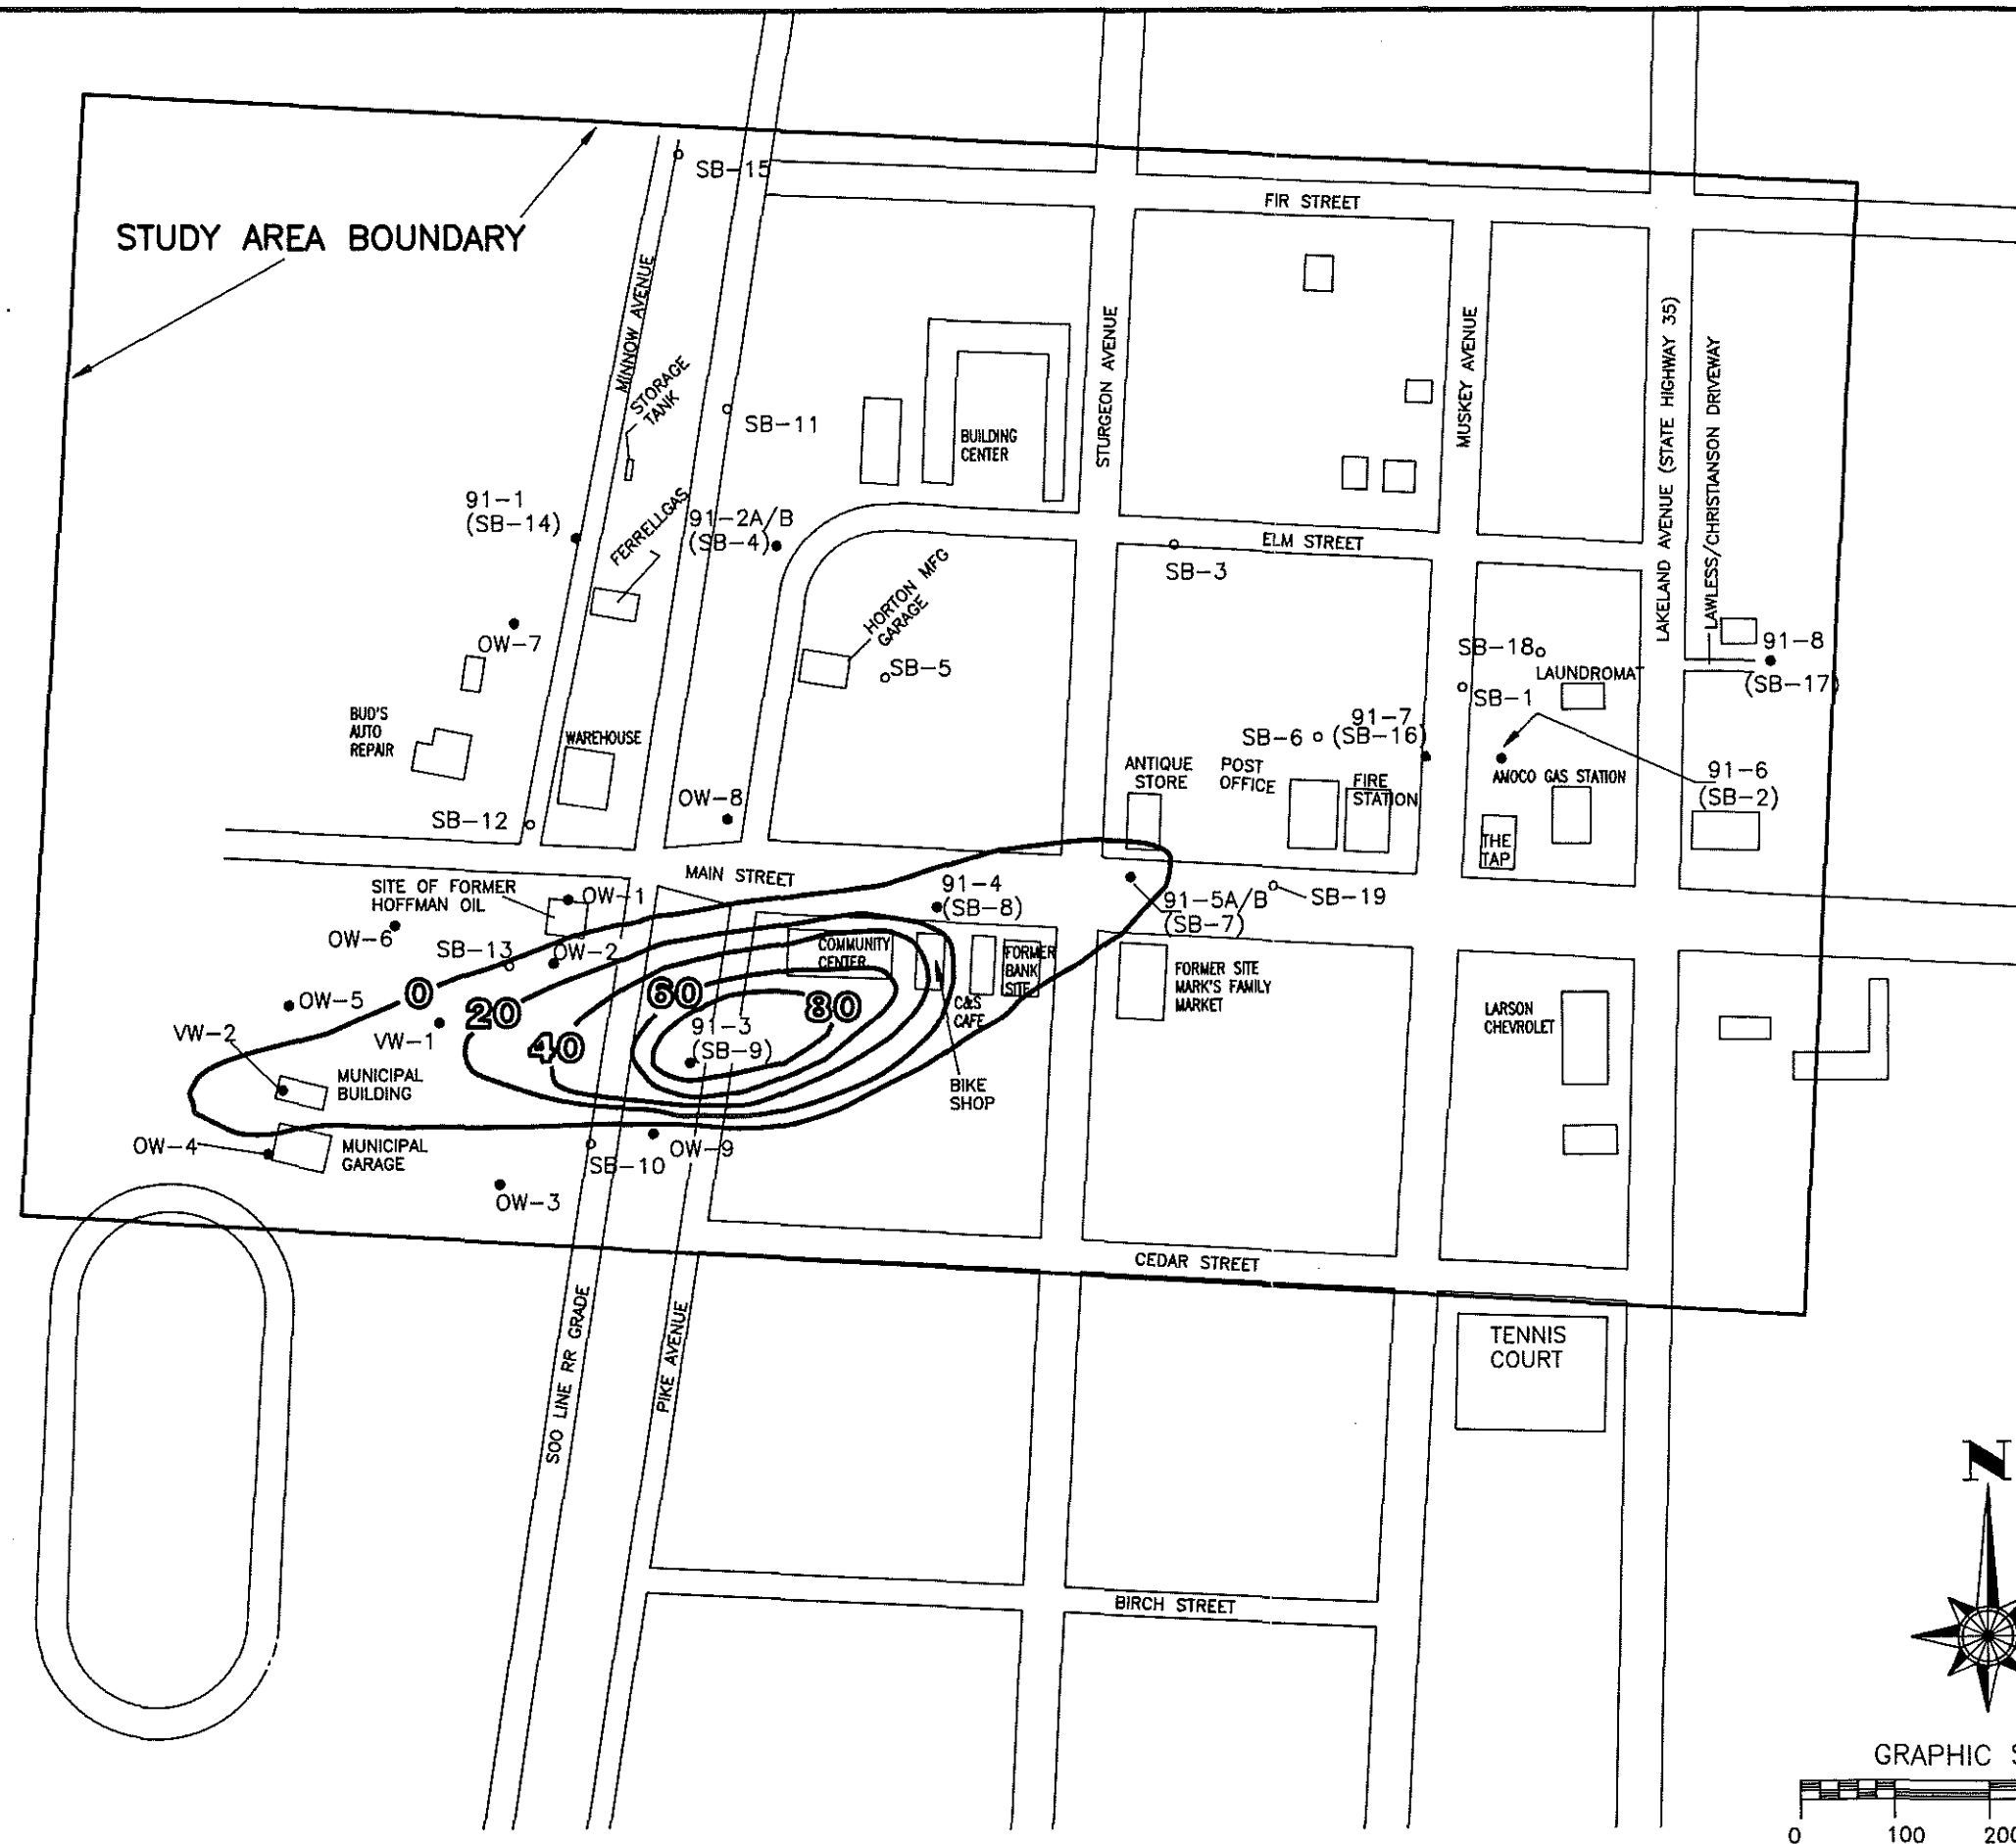 SB-15
FIR STREET
STUDY AREA BOUNDARY
MINNOW AVENUE
STORAGE
TANK
SB-11
BUILDING
CENTER
STURGEON AVENUE
MUSKEY AVENUE
LAKELAND AVENUE (STATE HIGHWAY 35)
LAWLESS/CHRISTIANSON DRIVEWAY
91-1
(SB-14)
FERRELLGAS
91-2A/B
(SB-4)
ELM STREET
SB-3
HORTON MFG
GARAGE
OW-7
SB-5
SB-18
LAUNDROMAT
91-8
(SB-17)
SB-1
BUD'S
AUTO
REPAIR
WAREHOUSE
SB-6
91-7
(SB-16)
ANTIQUE
STORE
POST
OFFICE
FIRE
STATION
AMOCO GAS STATION
91-6
(SB-2)
OW-8
SB-12
THE
TAP
MAIN STREET
SITE OF FORMER
HOFFMAN OIL
OW-1
91-4
(SB-8)
91-5A/B
(SB-7)
SB-19
OW-6
SB-13
OW-2
COMMUNITY
CENTER
FORMER
BANK
SITE
FORMER SITE
MARK'S FAMILY
MARKET
OW-5
0
20
40
60
80
C&S
CAFE
LARSON
CHEVROLET
VW-2
VW-1
91-3
(SB-9)
MUNICIPAL
BUILDING
BIKE
SHOP
OW-4
MUNICIPAL
GARAGE
SB-10
OW-9
OW-3
CEDAR STREET
SOO LINE RR GRADE
PIKE AVENUE
TENNIS
COURT
N
BIRCH STREET
GRAPHIC S
0 100 200